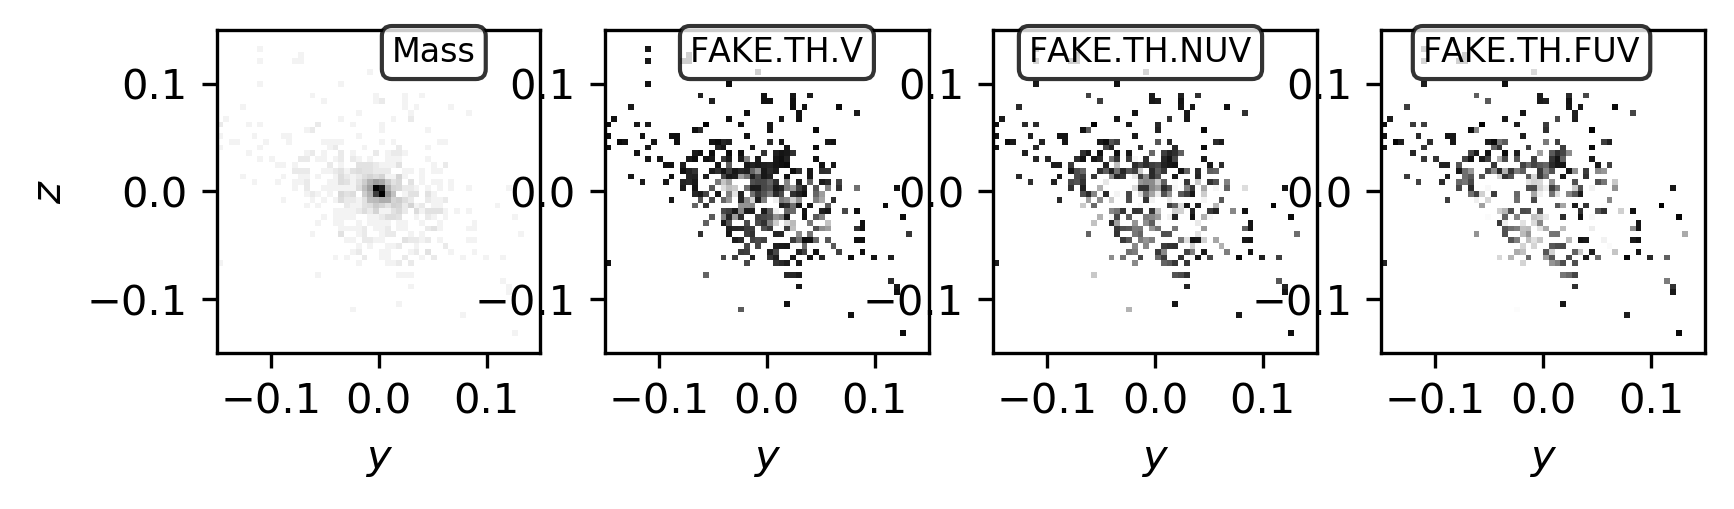 Mass FAKE.TH.V FAKE.TH.NUV FAKE.TH.FUV
0.1 0.1 0.1 0.1
z 0.0 0.0 0.0 0.0
−0.1 −0.1 −0.1 −0.1
−0.1 0.0 0.1 −0.1 0.0 0.1 −0.1 0.0 0.1 −0.1 0.0 0.1
y y y y